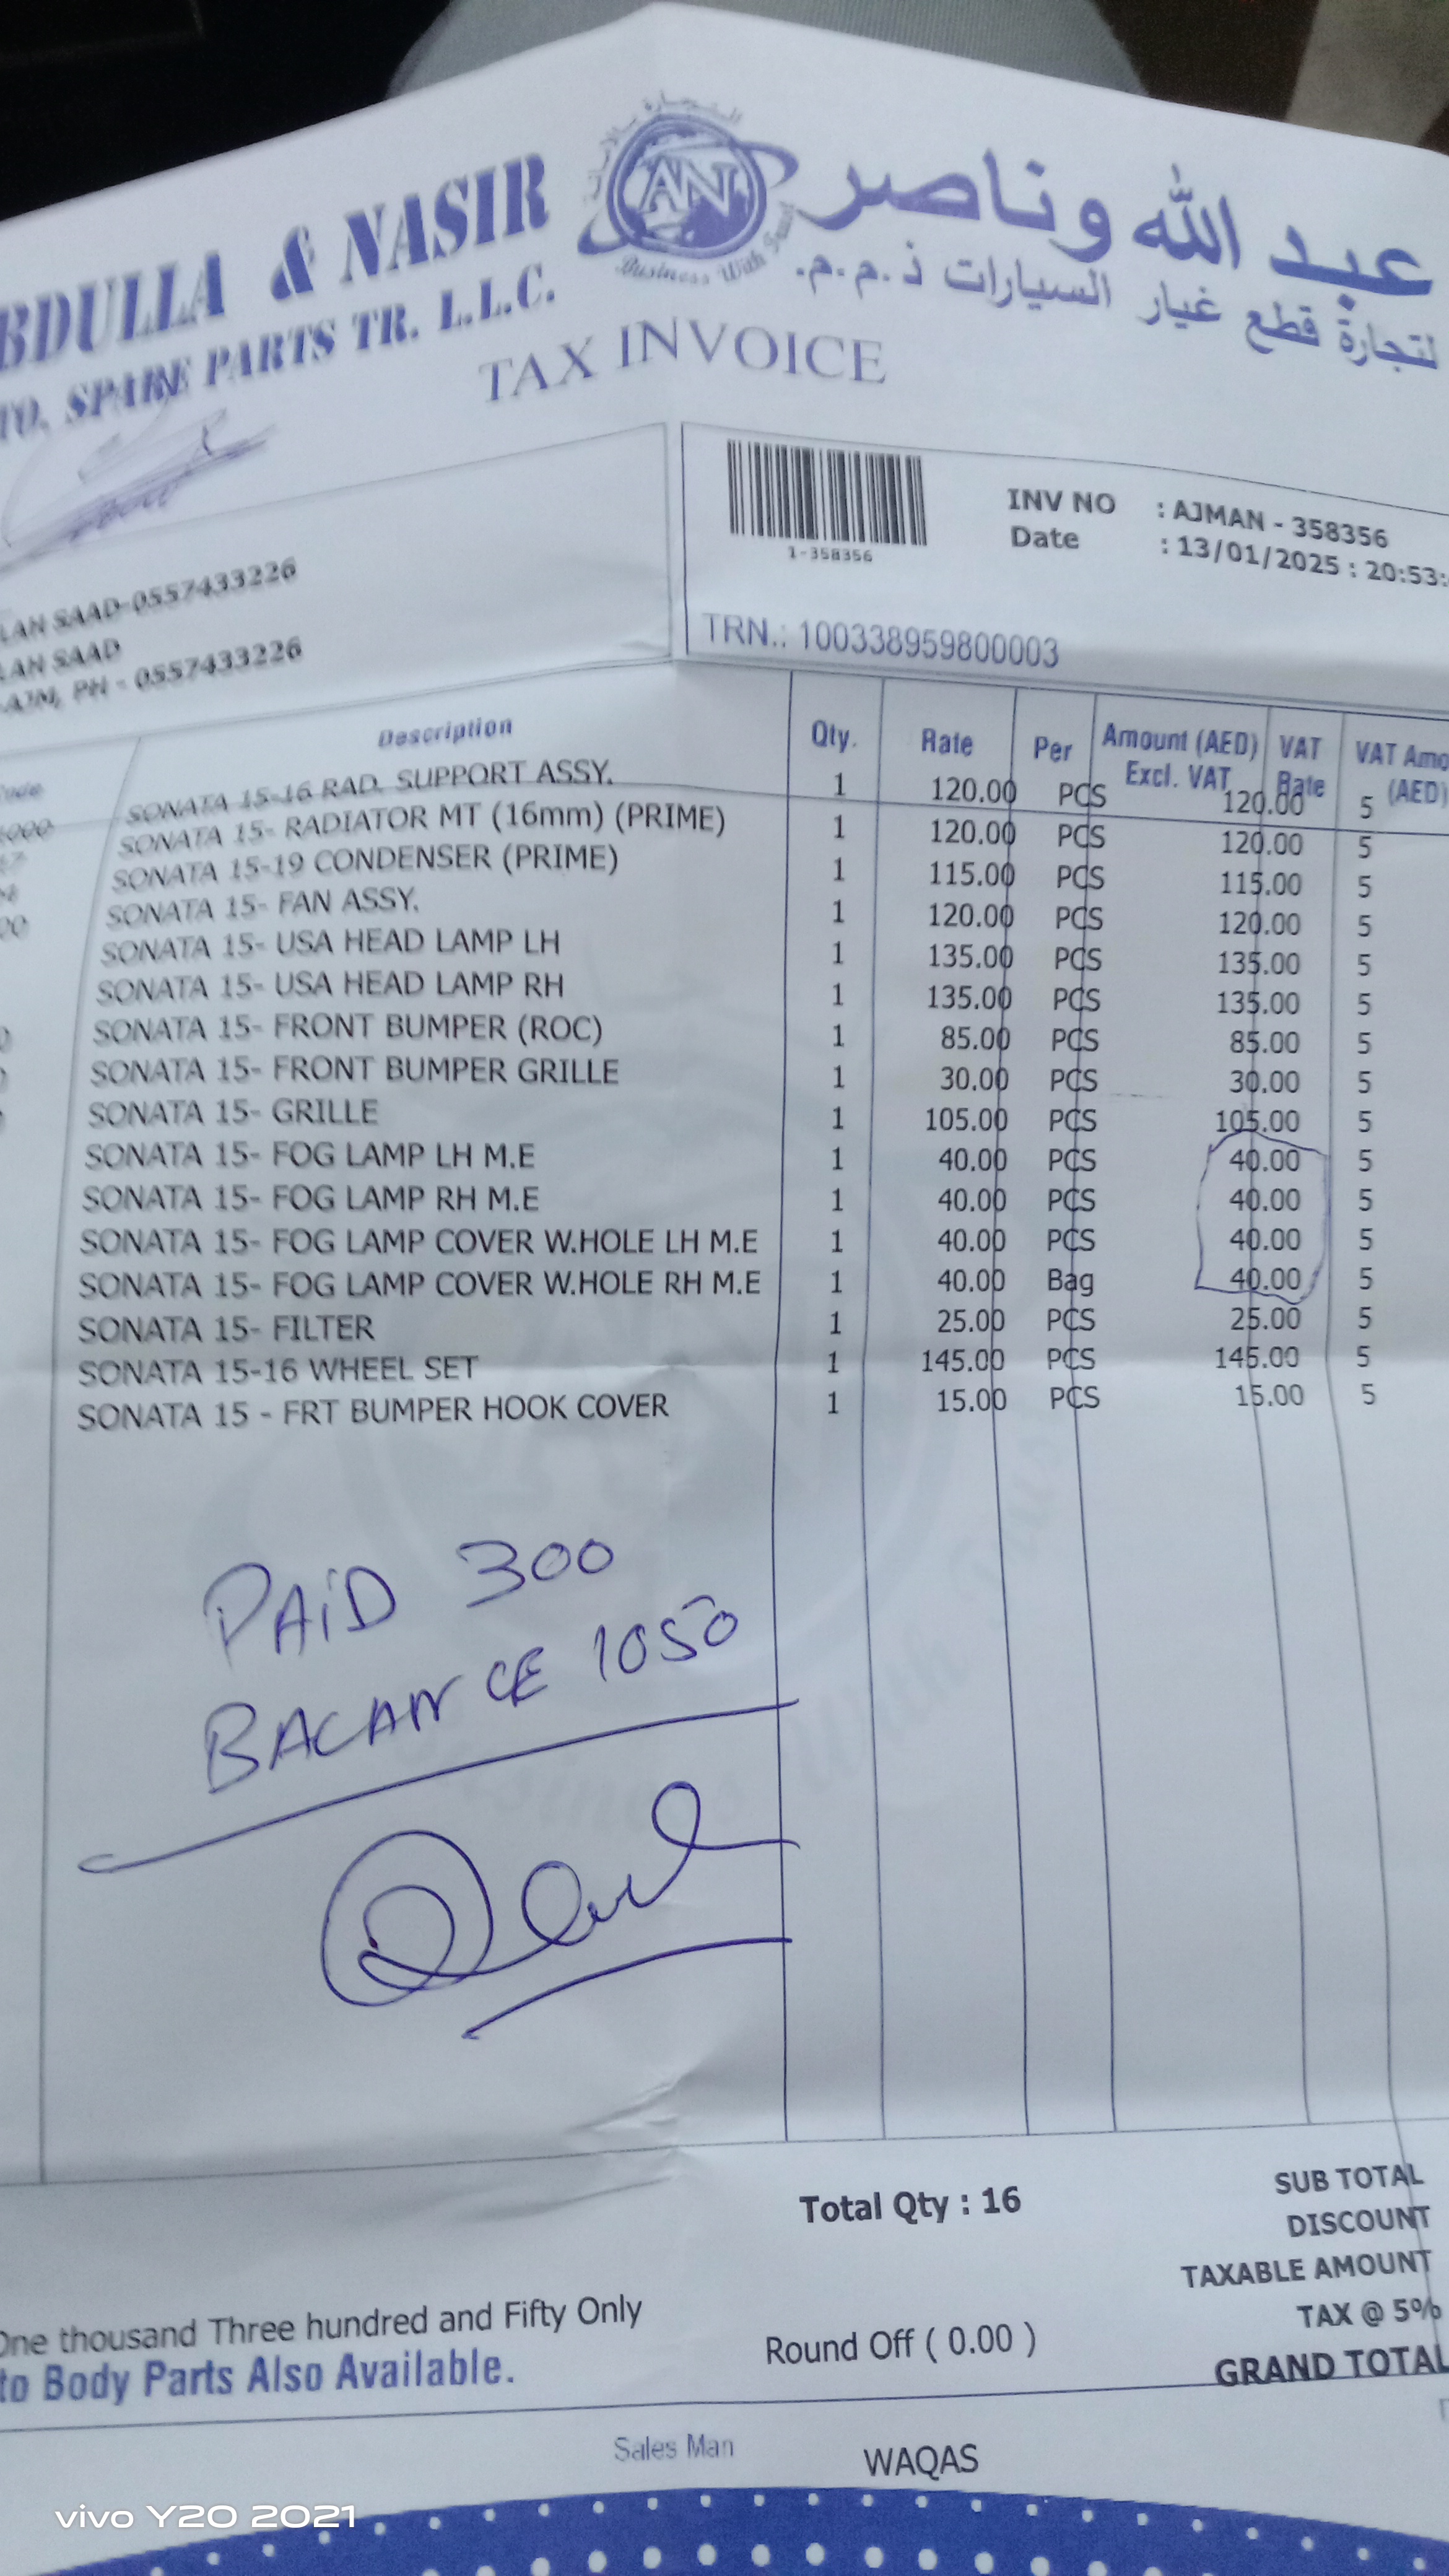 BDULLA & NASIR
TO. SPARE PARTS TR. L.L.C.
AN
Business With Trust
عبد الله وناصر
لتجارة قطع غيار السيارات ذ.م.م.
TAX INVOICE
LAN SAAD-0557433226
LAN SAAD
AJN, PH - 0557433226
1-358356
INV NO : AJMAN - 358356
Date : 13/01/2025 : 20:53:
TRN.: 100338959800003
Code Description Qty. Rate Per Amount (AED) Excl. VAT VAT Rate VAT Amo (AED)
SONATA 15-16 RAD. SUPPORT ASSY. 1 120.00 PCS 120.00 5
SONATA 15- RADIATOR MT (16mm) (PRIME) 1 120.00 PCS 120.00 5
SONATA 15-19 CONDENSER (PRIME) 1 115.00 PCS 115.00 5
SONATA 15- FAN ASSY. 1 120.00 PCS 120.00 5
SONATA 15- USA HEAD LAMP LH 1 135.00 PCS 135.00 5
SONATA 15- USA HEAD LAMP RH 1 135.00 PCS 135.00 5
SONATA 15- FRONT BUMPER (ROC) 1 85.00 PCS 85.00 5
SONATA 15- FRONT BUMPER GRILLE 1 30.00 PCS 30.00 5
SONATA 15- GRILLE 1 105.00 PCS 105.00 5
SONATA 15- FOG LAMP LH M.E 1 40.00 PCS 40.00 5
SONATA 15- FOG LAMP RH M.E 1 40.00 PCS 40.00 5
SONATA 15- FOG LAMP COVER W.HOLE LH M.E 1 40.00 PCS 40.00 5
SONATA 15- FOG LAMP COVER W.HOLE RH M.E 1 40.00 Bag 40.00 5
SONATA 15- FILTER 1 25.00 PCS 25.00 5
SONATA 15-16 WHEEL SET 1 145.00 PCS 145.00 5
SONATA 15 - FRT BUMPER HOOK COVER 1 15.00 PCS 15.00 5
PAiD 300
BACANCE 1050
Total Qty : 16
SUB TOTAL
DISCOUNT
TAXABLE AMOUNT
TAX @ 5%
GRAND TOTAL
One thousand Three hundred and Fifty Only
Round Off ( 0.00 )
to Body Parts Also Available.
Sales Man WAQAS
vivo Y20 2021